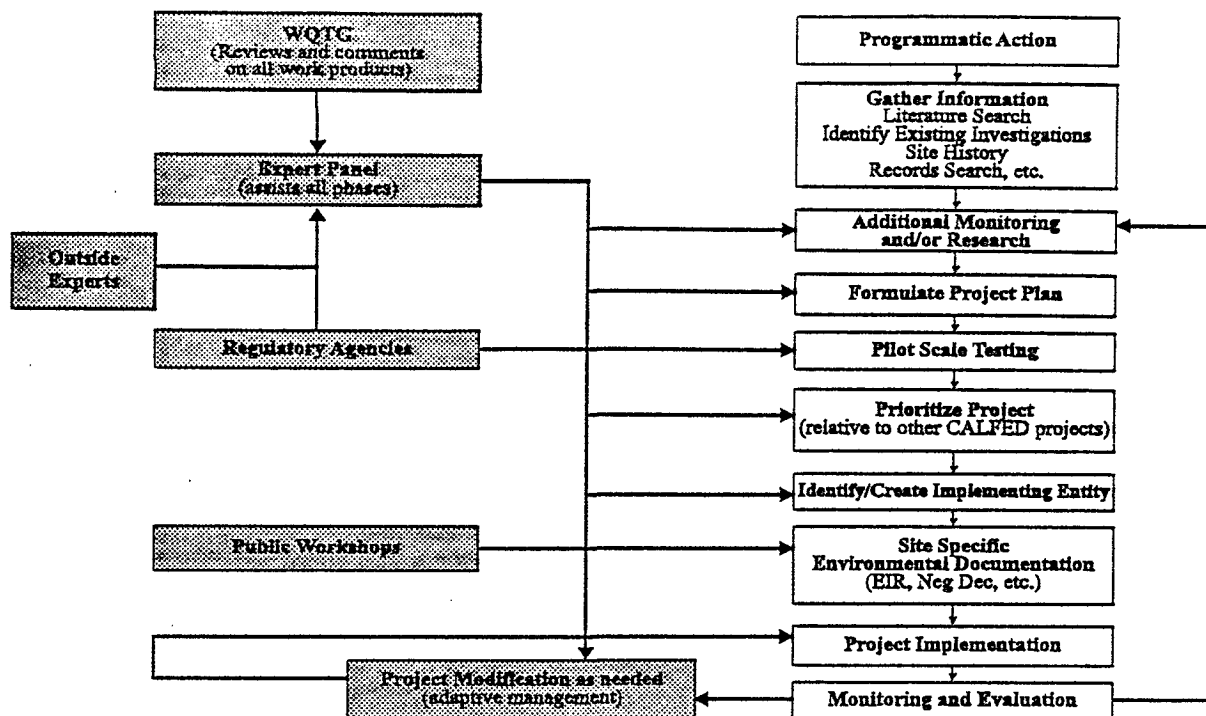 WQTG
(Reviews and comments
on all work products)
Expert Panel
(assists all phases)
Outside
Experts
Regulatory Agencies
Public Workshops
Project Modification as needed
(adaptive management)
Programmatic Action
Gather Information
Literature Search
Identify Existing Investigations
Site History
Records Search, etc.
Additional Monitoring
and/or Research
Formulate Project Plan
Pilot Scale Testing
Prioritize Project
(relative to other CALFED projects)
Identify/Create Implementing Entity
Site Specific
Environmental Documentation
(EIR, Neg Dec, etc.)
Project Implementation
Monitoring and Evaluation